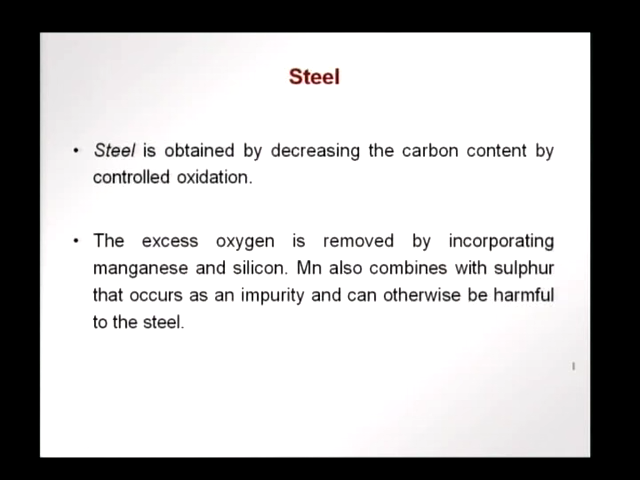 Steel
• Steel is obtained by decreasing the carbon content by
controlled oxidation.
• The excess oxygen is removed by incorporating
manganese and silicon. Mn also combines with sulphur
that occurs as an impurity and can otherwise be harmful
to the steel.